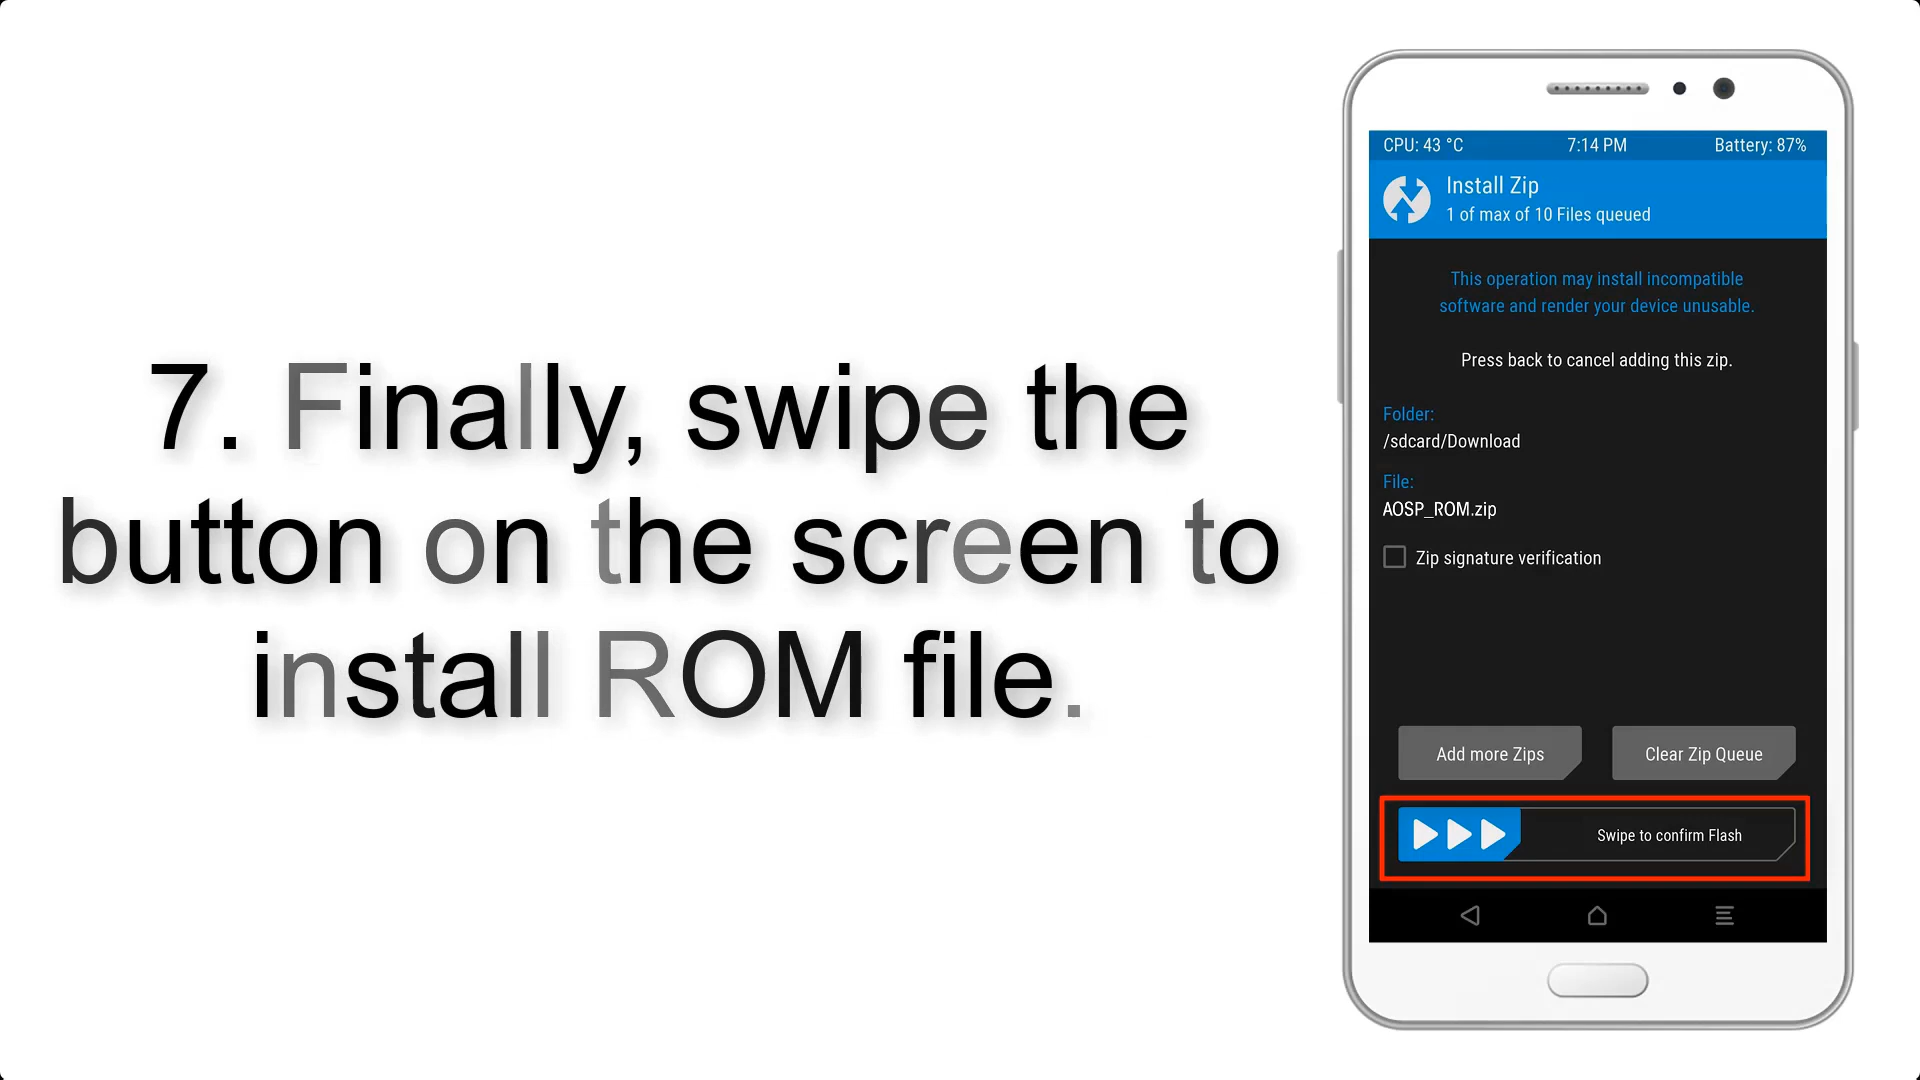 7. Finally, swipe the
button on the screen to
install ROM file.
CPU: 43 °C 7:14 PM Battery: 87%
Install Zip
1 of max of 10 Files queued
This operation may install incompatible
software and render your device unusable.
Press back to cancel adding this zip.
Folder:
/sdcard/Download
File:
AOSP_ROM.zip
Zip signature verification
Add more Zips Clear Zip Queue
Swipe to confirm Flash